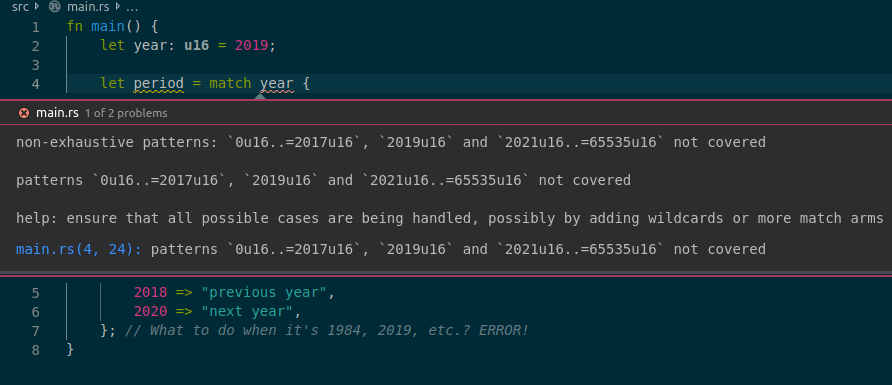 src main.rs ...
1 fn main() {
2 let year: u16 = 2019;
3
4 let period = match year {
main.rs 1 of 2 problems
non-exhaustive patterns: `0u16..=2017u16`, `2019u16` and `2021u16..=65535u16` not covered
patterns `0u16..=2017u16`, `2019u16` and `2021u16..=65535u16` not covered
help: ensure that all possible cases are being handled, possibly by adding wildcards or more match arms
main.rs(4, 24): patterns `0u16..=2017u16`, `2019u16` and `2021u16..=65535u16` not covered
5 2018 => "previous year",
6 2020 => "next year",
7 }; // What to do when it's 1984, 2019, etc.? ERROR!
8 }